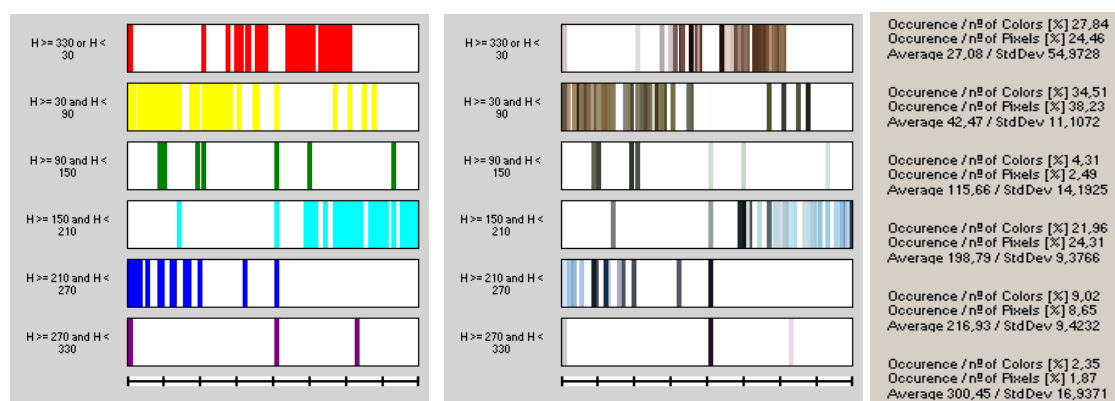 H >= 330 or H <
30
H >= 30 and H <
90
H >= 90 and H <
150
H >= 150 and H <
210
H >= 210 and H <
270
H >= 270 and H <
330
H >= 330 or H <
30
H >= 30 and H <
90
H >= 90 and H <
150
H >= 150 and H <
210
H >= 210 and H <
270
H >= 270 and H <
330
Occurence / nº of Colors [%] 27,84
Occurence / nº of Pixels [%] 24,46
Average 27,08 / StdDev 54,9728
Occurence / nº of Colors [%] 34,51
Occurence / nº of Pixels [%] 38,23
Average 42,47 / StdDev 11,1072
Occurence / nº of Colors [%] 4,31
Occurence / nº of Pixels [%] 2,49
Average 115,66 / StdDev 14,1925
Occurence / nº of Colors [%] 21,96
Occurence / nº of Pixels [%] 24,31
Average 198,79 / StdDev 9,3766
Occurence / nº of Colors [%] 9,02
Occurence / nº of Pixels [%] 8,65
Average 216,93 / StdDev 9,4232
Occurence / nº of Colors [%] 2,35
Occurence / nº of Pixels [%] 1,87
Average 300,45 / StdDev 16,9371